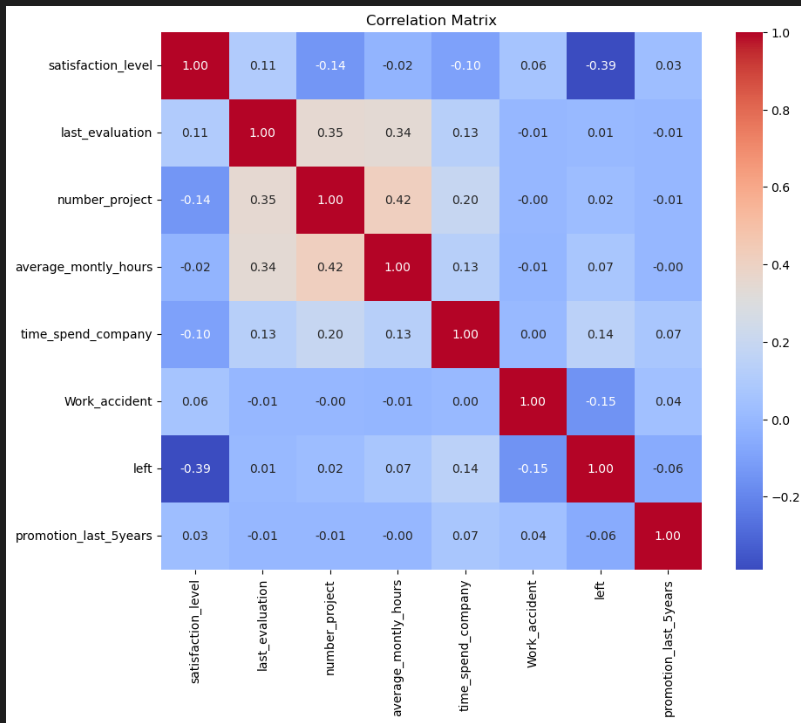 Correlation Matrix
satisfaction_level 1.00 0.11 -0.14 -0.02 -0.10 0.06 -0.39 0.03
last_evaluation 0.11 1.00 0.35 0.34 0.13 -0.01 0.01 -0.01
number_project -0.14 0.35 1.00 0.42 0.20 -0.00 0.02 -0.01
average_montly_hours -0.02 0.34 0.42 1.00 0.13 -0.01 0.07 -0.00
time_spend_company -0.10 0.13 0.20 0.13 1.00 0.00 0.14 0.07
Work_accident 0.06 -0.01 -0.00 -0.01 0.00 1.00 -0.15 0.04
left -0.39 0.01 0.02 0.07 0.14 -0.15 1.00 -0.06
promotion_last_5years 0.03 -0.01 -0.01 -0.00 0.07 0.04 -0.06 1.00
satisfaction_level
last_evaluation
number_project
average_montly_hours
time_spend_company
Work_accident
left
promotion_last_5years
1.0
0.8
0.6
0.4
0.2
0.0
−0.2